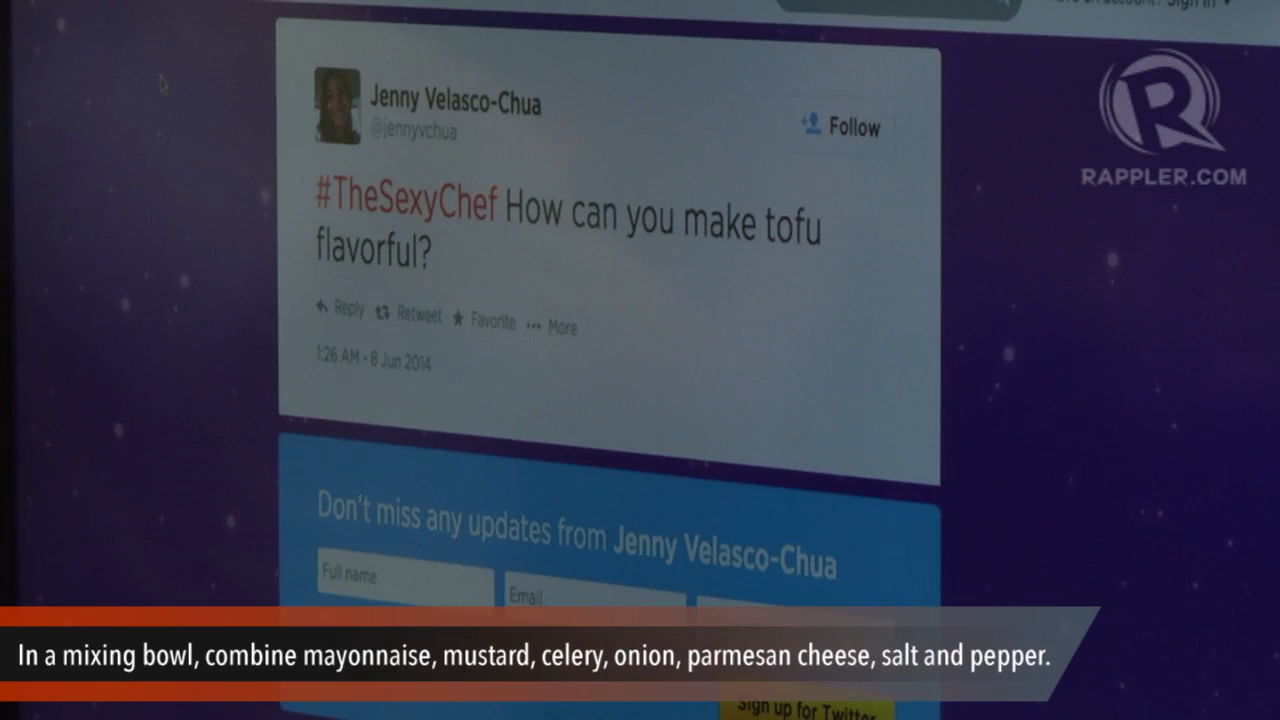 Sign in
Jenny Velasco-Chua
@jennyvchua
Follow
#TheSexyChef How can you make tofu
flavorful?
Reply Retweet Favorite More
1:26 AM - 8 Jun 2014
RAPPLER.COM
Don't miss any updates from Jenny Velasco-Chua
Full name
Email
In a mixing bowl, combine mayonnaise, mustard, celery, onion, parmesan cheese, salt and pepper.
Sign up for Twitter